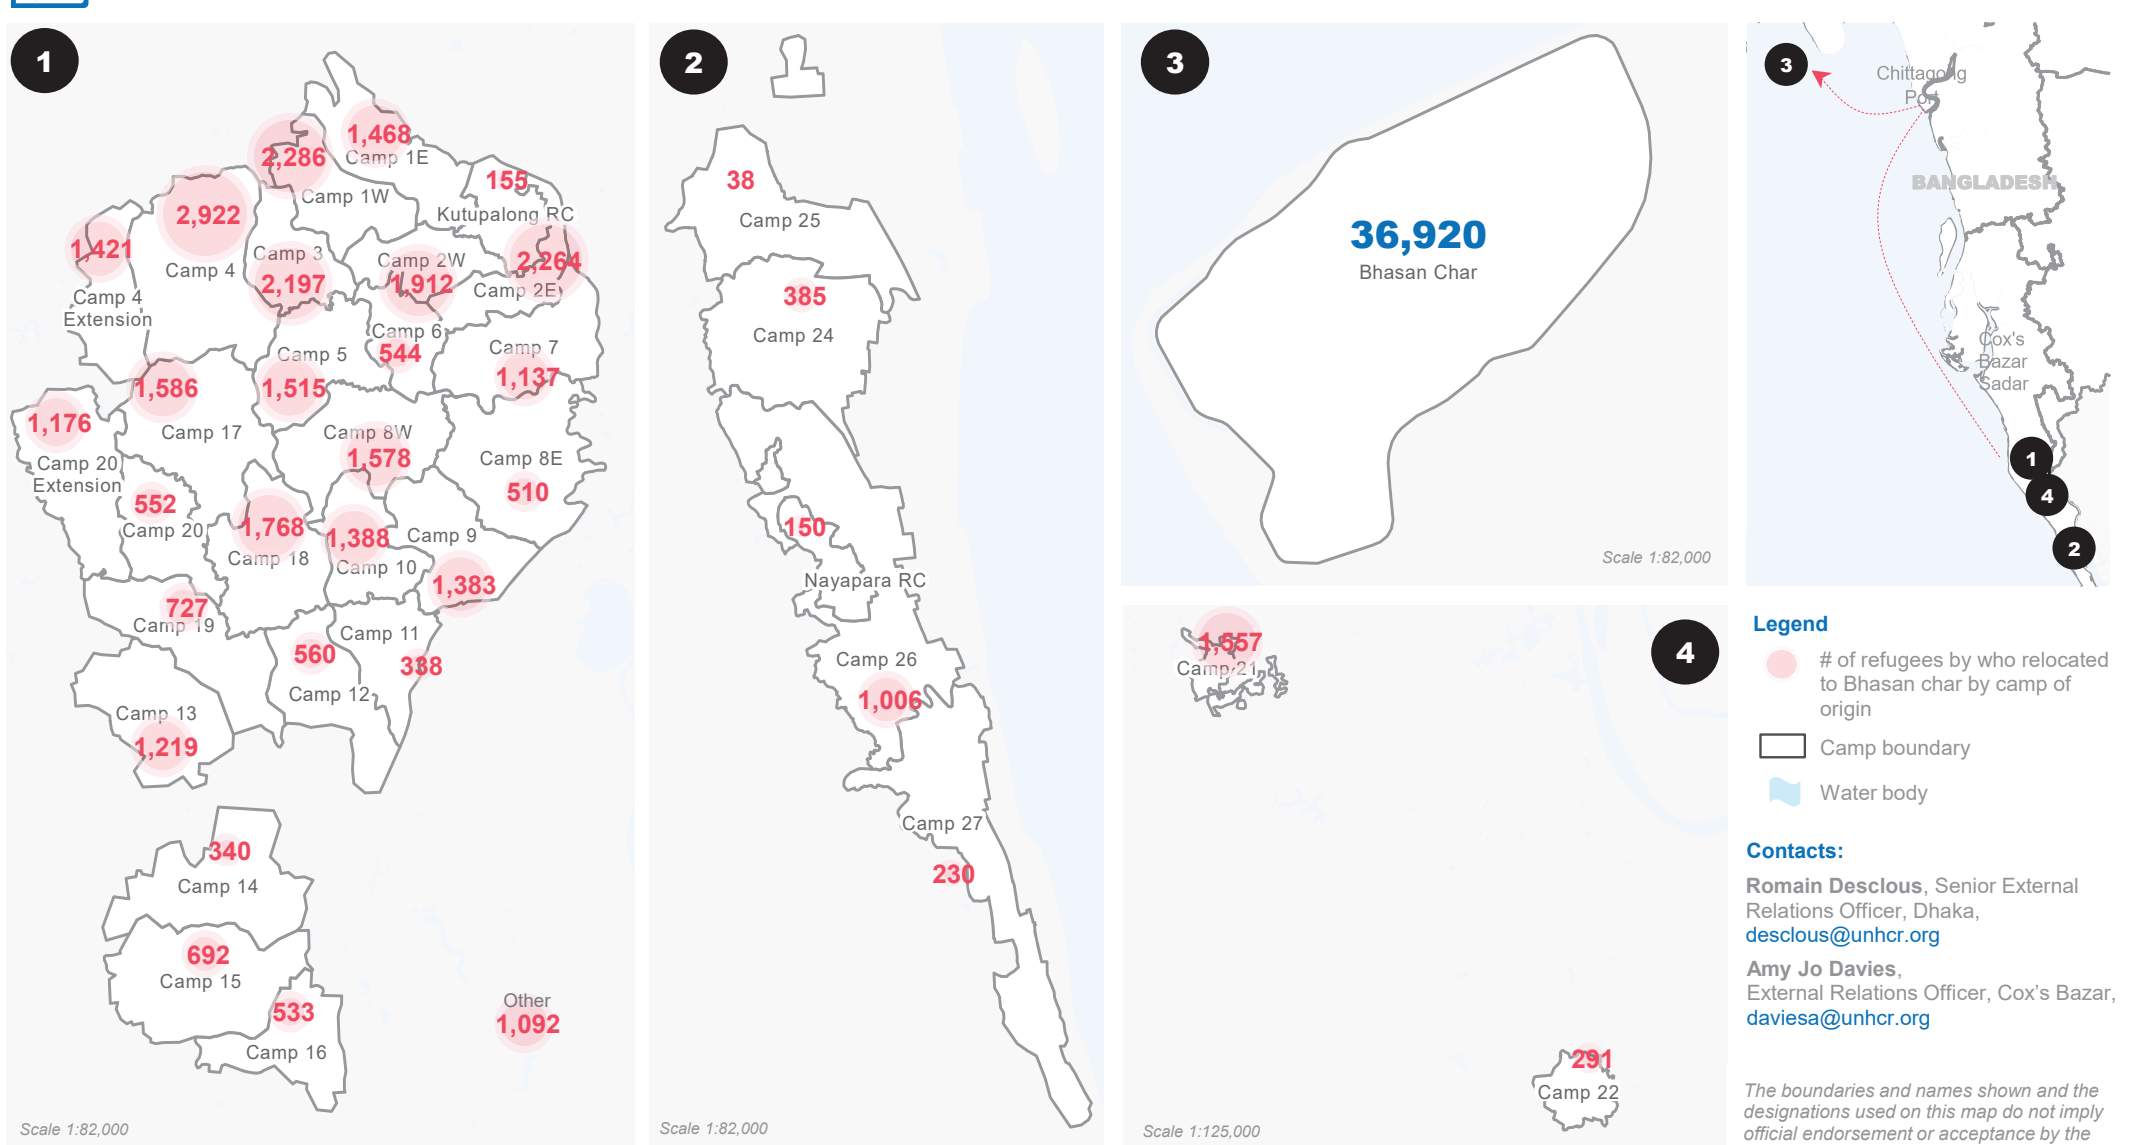 1
1,468
Camp 1E
2,286
Camp 1W
155
Kutupalong RC
2,922
Camp 4
1,421
Camp 4
Extension
Camp 3
2,197
Camp 2W
1,912
2,264
Camp 2E
Camp 6
544
Camp 5
1,515
Camp 7
1,137
1,586
Camp 17
1,176
Camp 20
Extension
Camp 8W
1,578
Camp 8E
510
552
Camp 20
1,768
Camp 18
1,388
Camp 10
Camp 9
1,383
727
Camp 19
560
Camp 12
Camp 11
338
Camp 13
1,219
340
Camp 14
692
Camp 15
533
Camp 16
Other
1,092
Scale 1:82,000
2
38
Camp 25
385
Camp 24
150
Nayapara RC
Camp 26
1,006
Camp 27
230
Scale 1:82,000
3
36,920
Bhasan Char
Scale 1:82,000
4
1,557
Camp 21
291
Camp 22
Scale 1:125,000
3
Chittagong
Port
BANGLADESH
Cox's
Bazar
Sadar
1
4
2
Legend
# of refugees by who relocated
to Bhasan char by camp of
origin
Camp boundary
Water body
Contacts:
Romain Desclous, Senior External
Relations Officer, Dhaka,
desclous@unhcr.org
Amy Jo Davies,
External Relations Officer, Cox's Bazar,
daviesa@unhcr.org
The boundaries and names shown and the
designations used on this map do not imply
official endorsement or acceptance by the